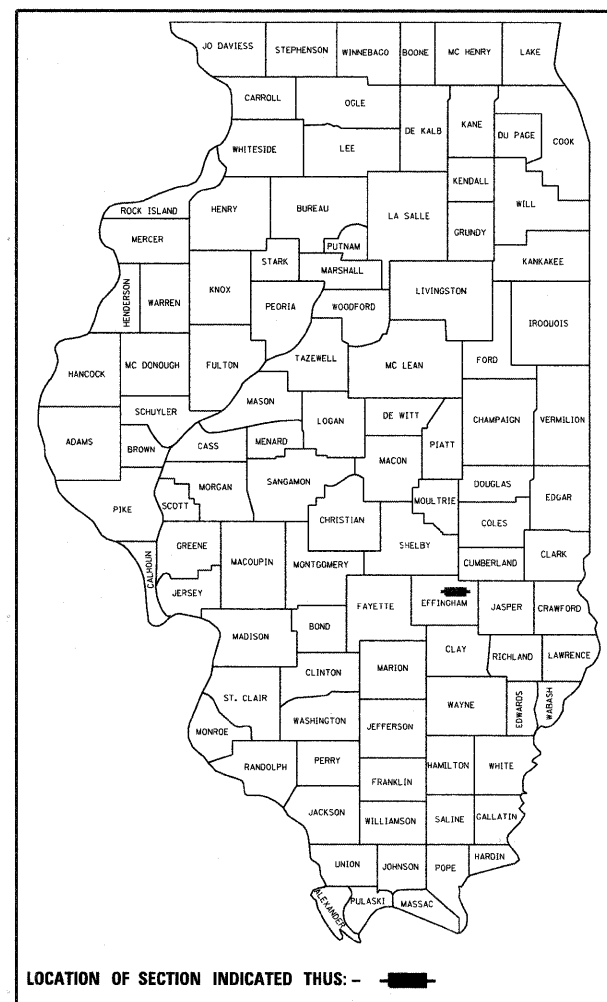 JO DAVIESS
STEPHENSON
WINNEBAGO
BOONE
MC HENRY
LAKE
CARROLL
OGLE
DE KALB
KANE
DU PAGE
COOK
WHITESIDE
LEE
KENDALL
WILL
ROCK ISLAND
HENRY
BUREAU
LA SALLE
GRUNDY
MERCER
PUTNAM
STARK
MARSHALL
KANKAKEE
HENDERSON
WARREN
KNOX
PEORIA
WOODFORD
LIVINGSTON
IROQUOIS
HANCOCK
MC DONOUGH
FULTON
TAZEWELL
MC LEAN
FORD
MASON
SCHUYLER
LOGAN
DE WITT
CHAMPAIGN
VERMILION
ADAMS
BROWN
CASS
MENARD
PIATT
MACON
MORGAN
SANGAMON
DOUGLAS
EDGAR
PIKE
SCOTT
CHRISTIAN
MOULTRIE
COLES
GREENE
MACOUPIN
MONTGOMERY
SHELBY
CUMBERLAND
CLARK
CALHOUN
JERSEY
FAYETTE
EFFINGHAM
JASPER
CRAWFORD
MADISON
BOND
CLAY
RICHLAND
LAWRENCE
CLINTON
MARION
ST. CLAIR
WAYNE
EDWARDS
WABASH
WASHINGTON
JEFFERSON
MONROE
RANDOLPH
PERRY
HAMILTON
WHITE
FRANKLIN
JACKSON
WILLIAMSON
SALINE
GALLATIN
UNION
JOHNSON
POPE
HARDIN
ALEXANDER
PULASKI
MASSAC
LOCATION OF SECTION INDICATED THUS: -